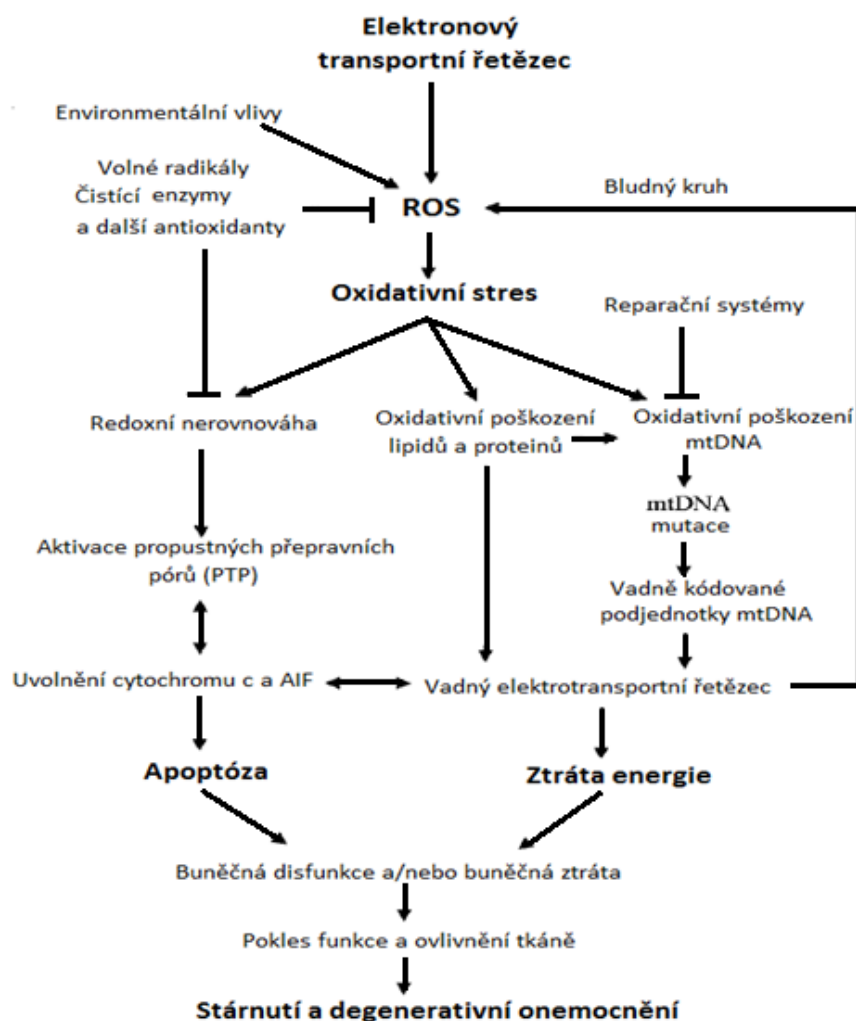 Elektronový
transportní řetězec
Environmentální vlivy
Volné radikály
Čistící enzymy
a další antioxidanty
Bludný kruh
ROS
Oxidativní stres
Reparační systémy
Redoxní nerovnováha
Oxidativní poškození
lipidů a proteinů
Oxidativní poškození
mtDNA
mtDNA
mutace
Aktivace propustných přepravních
pórů (PTP)
Vadně kódované
podjednotky mtDNA
Uvolnění cytochromu c a AIF
Vadný elektrotransportní řetězec
Apoptóza
Ztráta energie
Buněčná disfunkce a/nebo buněčná ztráta
Pokles funkce a ovlivnění tkáně
Stárnutí a degenerativní onemocnění